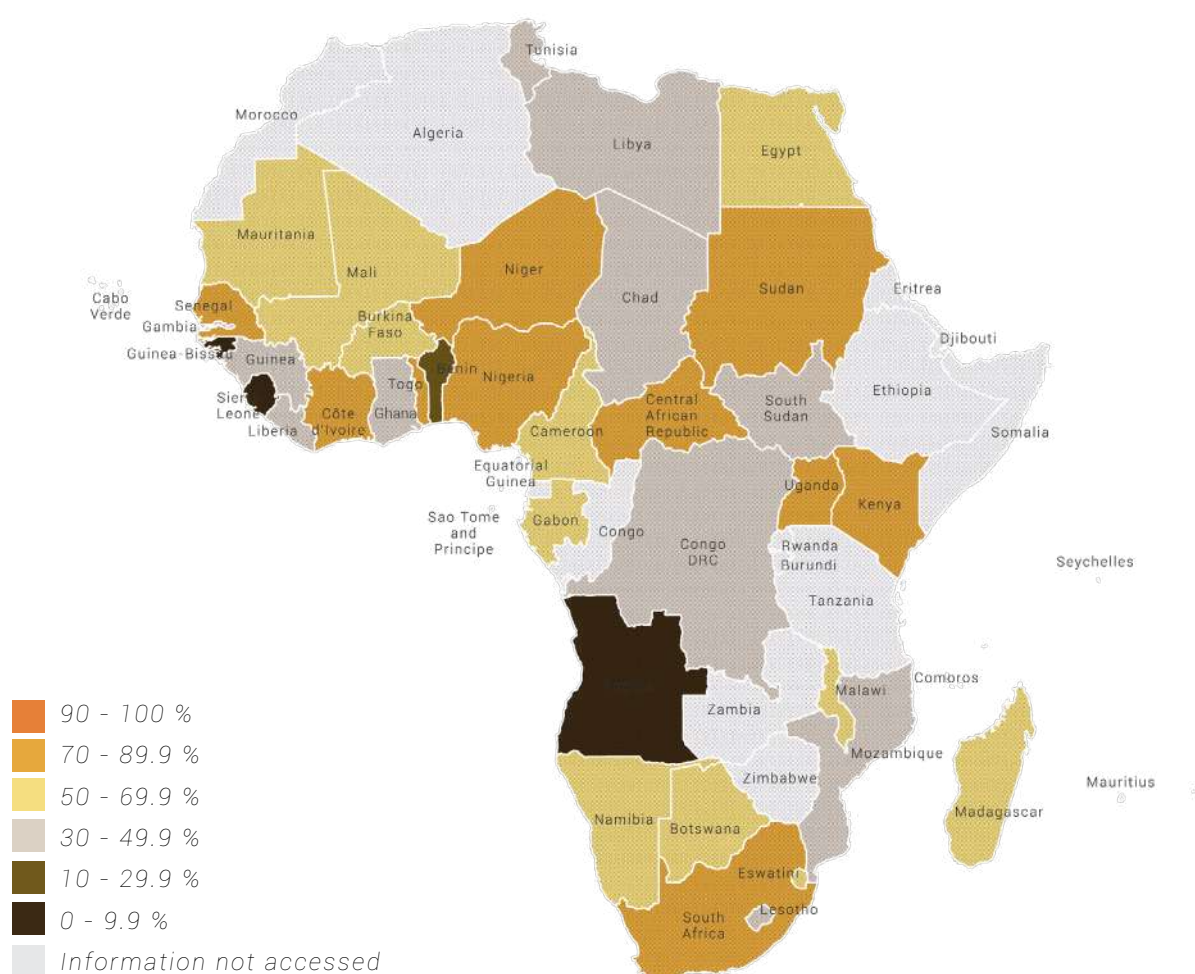 Tunisia
Morocco
Algeria
Libya
Egypt
Mauritania
Mali
Niger
Chad
Sudan
Eritrea
Cabo
Verde
Senegal
Gambia
Guinea-Bissau
Burkina
Faso
Djibouti
Guinea
Benin
Nigeria
Togo
Ethiopia
Sier
Leone
Liberia
Côte
d'Ivoire
Ghana
Central
African
Republic
South
Sudan
Somalia
Cameroon
Equatorial
Guinea
Uganda
Kenya
Sao Tome
and
Principe
Gabon
Congo
Congo
DRC
Rwanda
Burundi
Seychelles
Tanzania
Comoros
Malawi
Zambia
Mozambique
Zimbabwe
Mauritius
Madagascar
Namibia
Botswana
Eswatini
Lesotho
South
Africa
90 - 100 %
70 - 89.9 %
50 - 69.9 %
30 - 49.9 %
10 - 29.9 %
0 - 9.9 %
Information not accessed